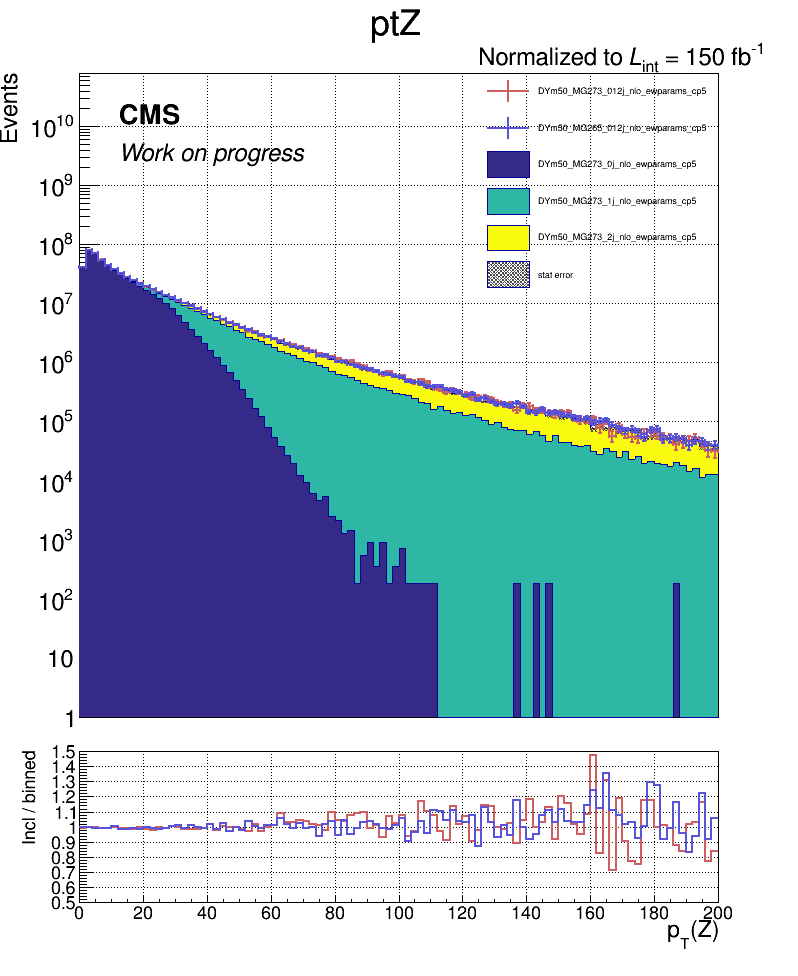 ptZ
Normalized to Lint = 150 fb-1
Events
CMS
Work on progress
DYm50_MG273_012j_nlo_ewparams_cp5
DYm50_MG265_012j_nlo_ewparams_cp5
DYm50_MG273_0j_nlo_ewparams_cp5
DYm50_MG273_1j_nlo_ewparams_cp5
DYm50_MG273_2j_nlo_ewparams_cp5
stat error
10^10
10^9
10^8
10^7
10^6
10^5
10^4
10^3
10^2
10
1
Incl / binned
1.5
1.4
1.3
1.2
1.1
1
0.9
0.8
0.7
0.6
0.5
0 20 40 60 80 100 120 140 160 180 200
pT(Z)